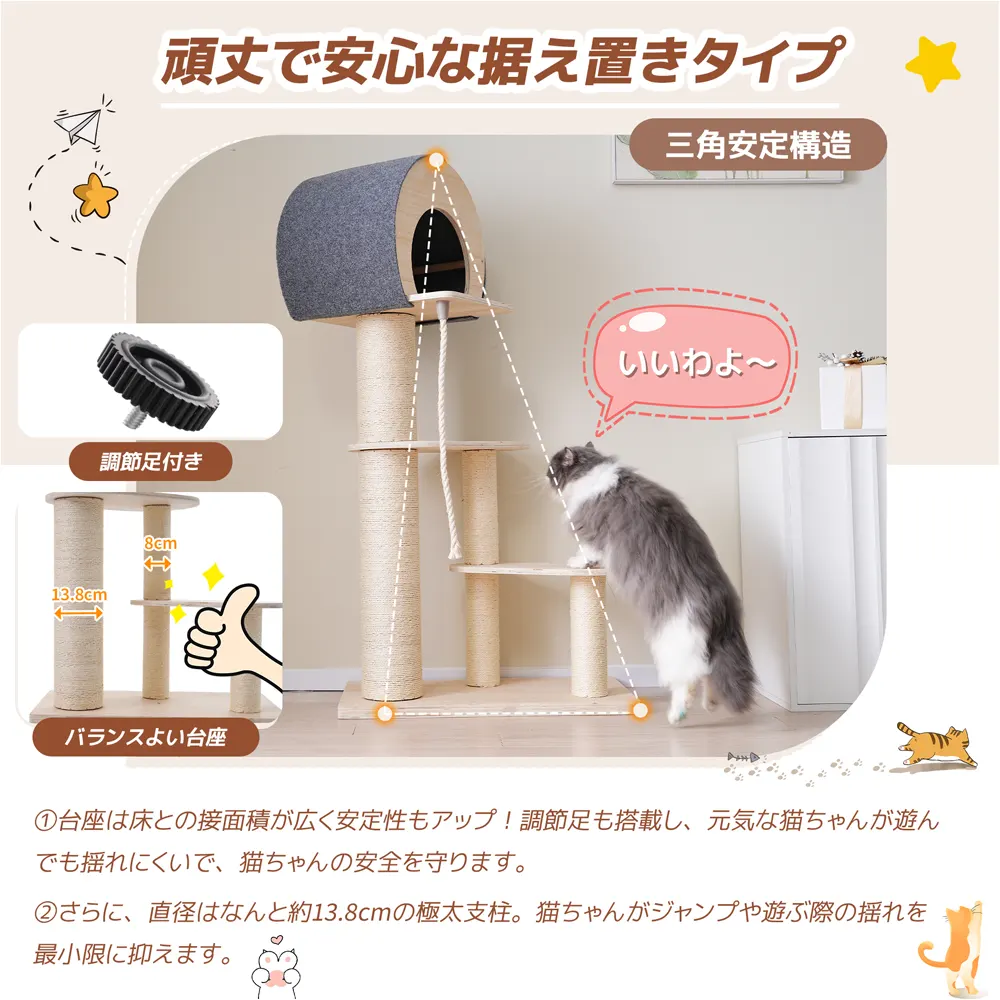 頑丈で安心な据え置きタイプ
三角安定構造
いいわよ～
調節足付き
8cm
13.8cm
バランスよい台座
①台座は床との接面積が広く安定性もアップ！調節足も搭載し、元気な猫ちゃんが遊ん
でも揺れにくいで、猫ちゃんの安全を守ります。
②さらに、直径はなんと約13.8cmの極太支柱。猫ちゃんがジャンプや遊ぶ際の揺れを
最小限に抑えます。